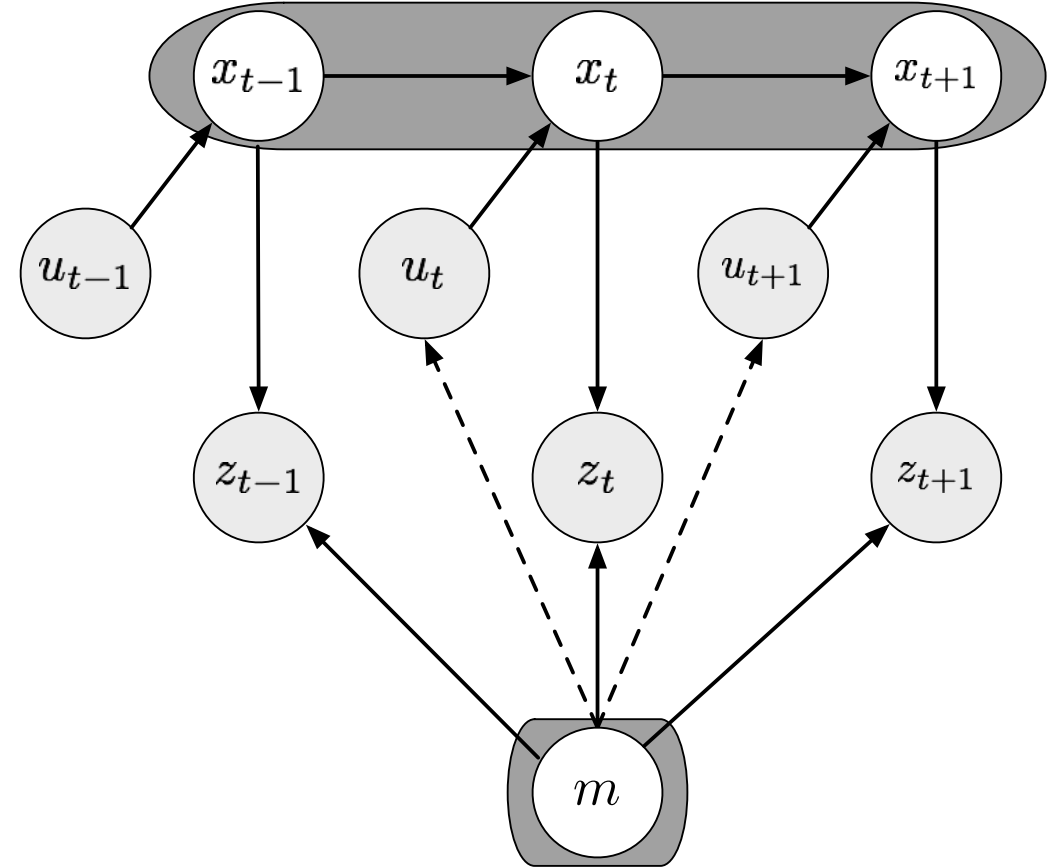 x_{t-1} x_t x_{t+1}
u_{t-1} u_t u_{t+1}
z_{t-1} z_t z_{t+1}
m